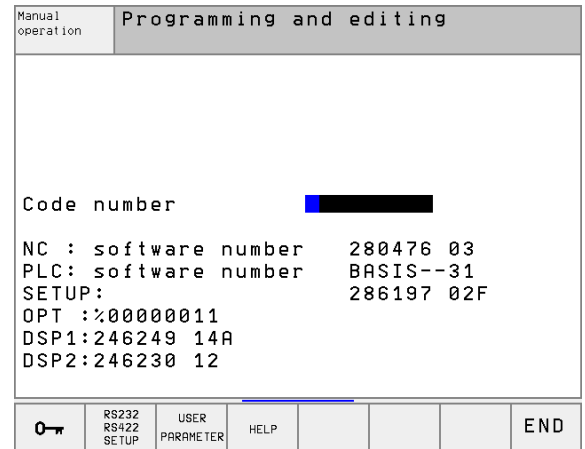 Manual
operation
Programming and editing
Code number
NC : software number 280476 03
PLC: software number BASIS--31
SETUP: 286197 02F
OPT :%00000011
DSP1:246249 14A
DSP2:246230 12
RS232
RS422
SETUP
USER
PARAMETER
HELP
END